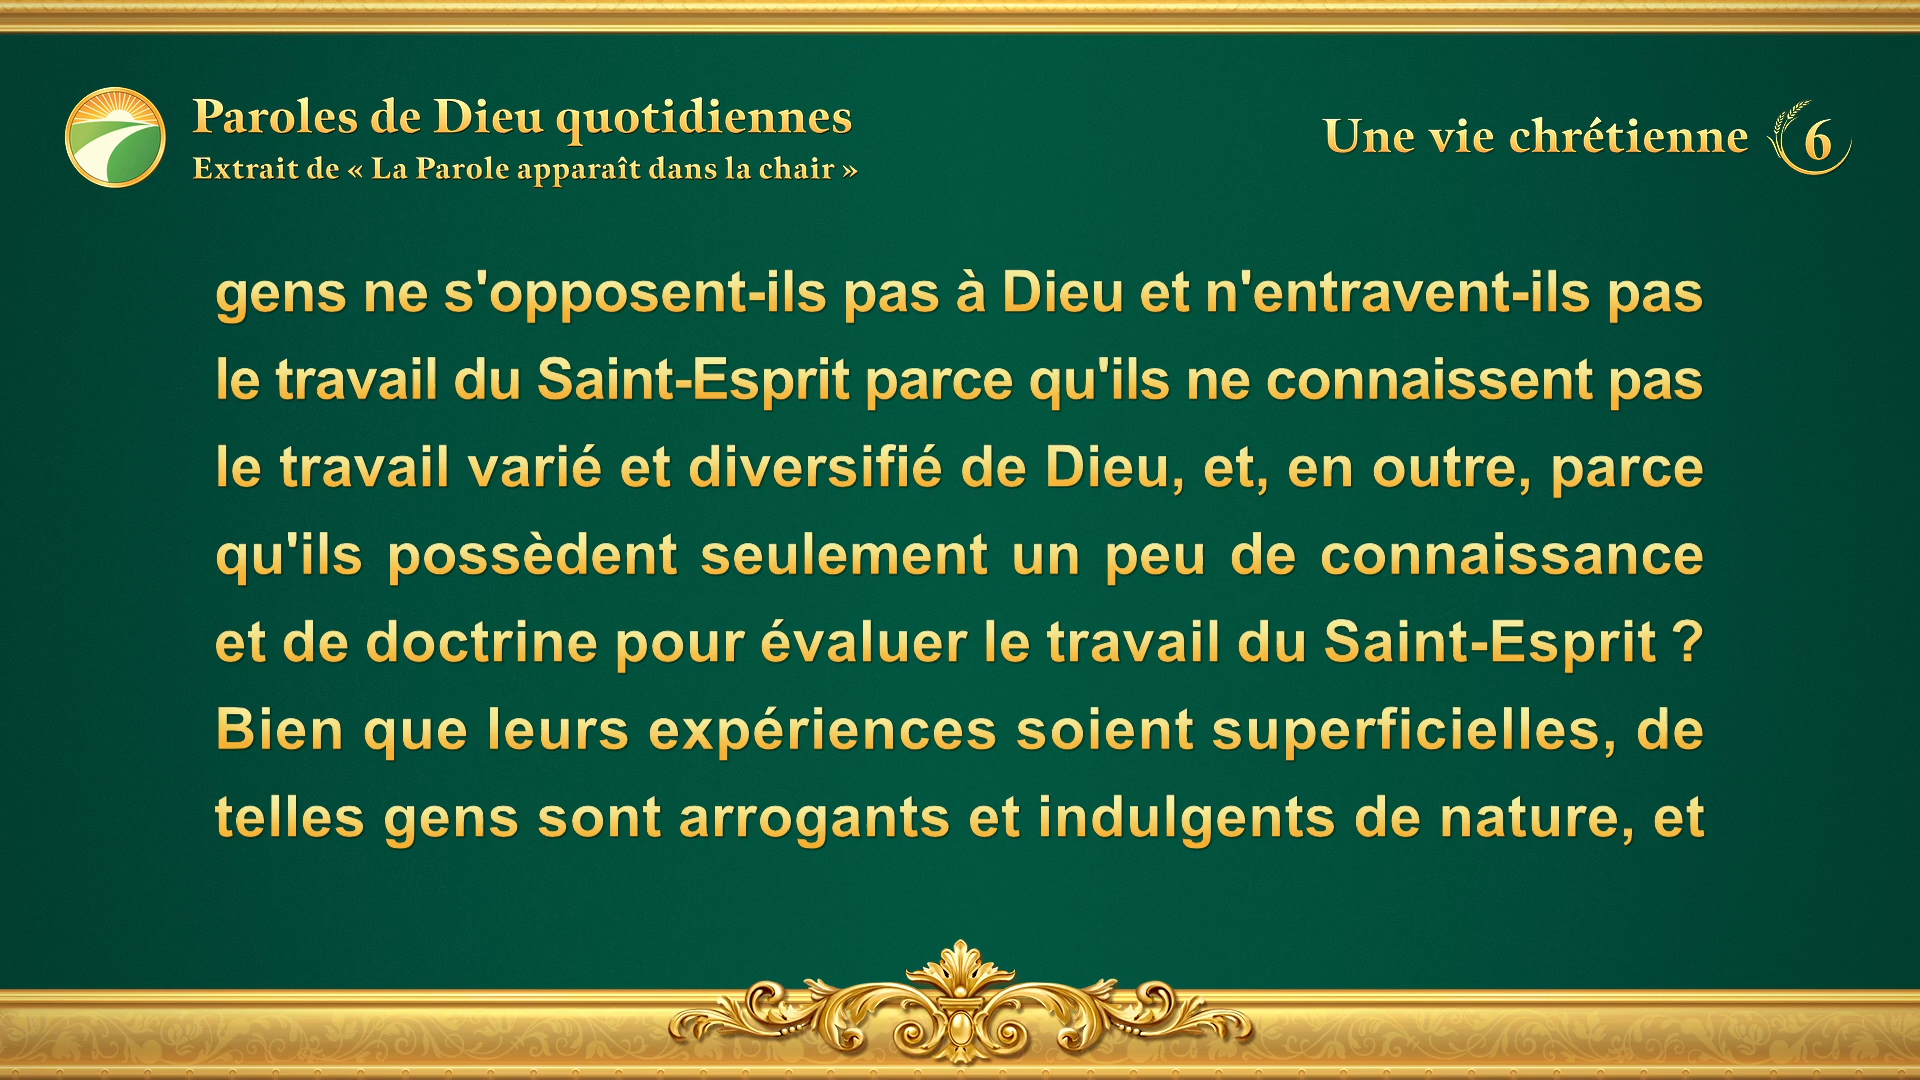 Paroles de Dieu quotidiennes
Extrait de « La Parole apparaît dans la chair »
Une vie chrétienne 6
gens ne s'opposent-ils pas à Dieu et n'entravent-ils pas
le travail du Saint-Esprit parce qu'ils ne connaissent pas
le travail varié et diversifié de Dieu, et, en outre, parce
qu'ils possèdent seulement un peu de connaissance
et de doctrine pour évaluer le travail du Saint-Esprit ?
Bien que leurs expériences soient superficielles, de
telles gens sont arrogants et indulgents de nature, et